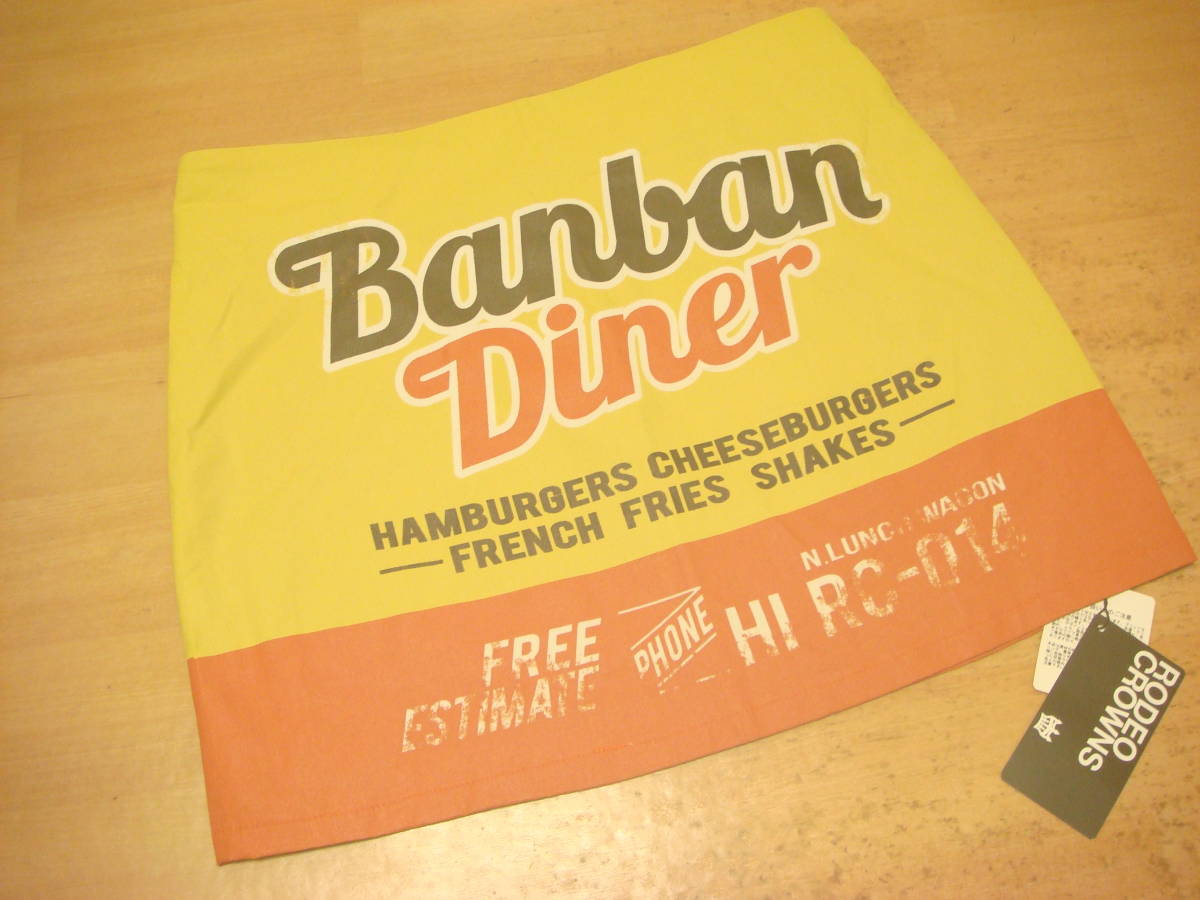 Banban
Diner
HAMBURGERS CHEESEBURGERS
FRENCH FRIES SHAKES
FREE
ESTIMATE
PHONE
HI
N.LUNCH WAGON
RC-014
RODEO
CROWNS